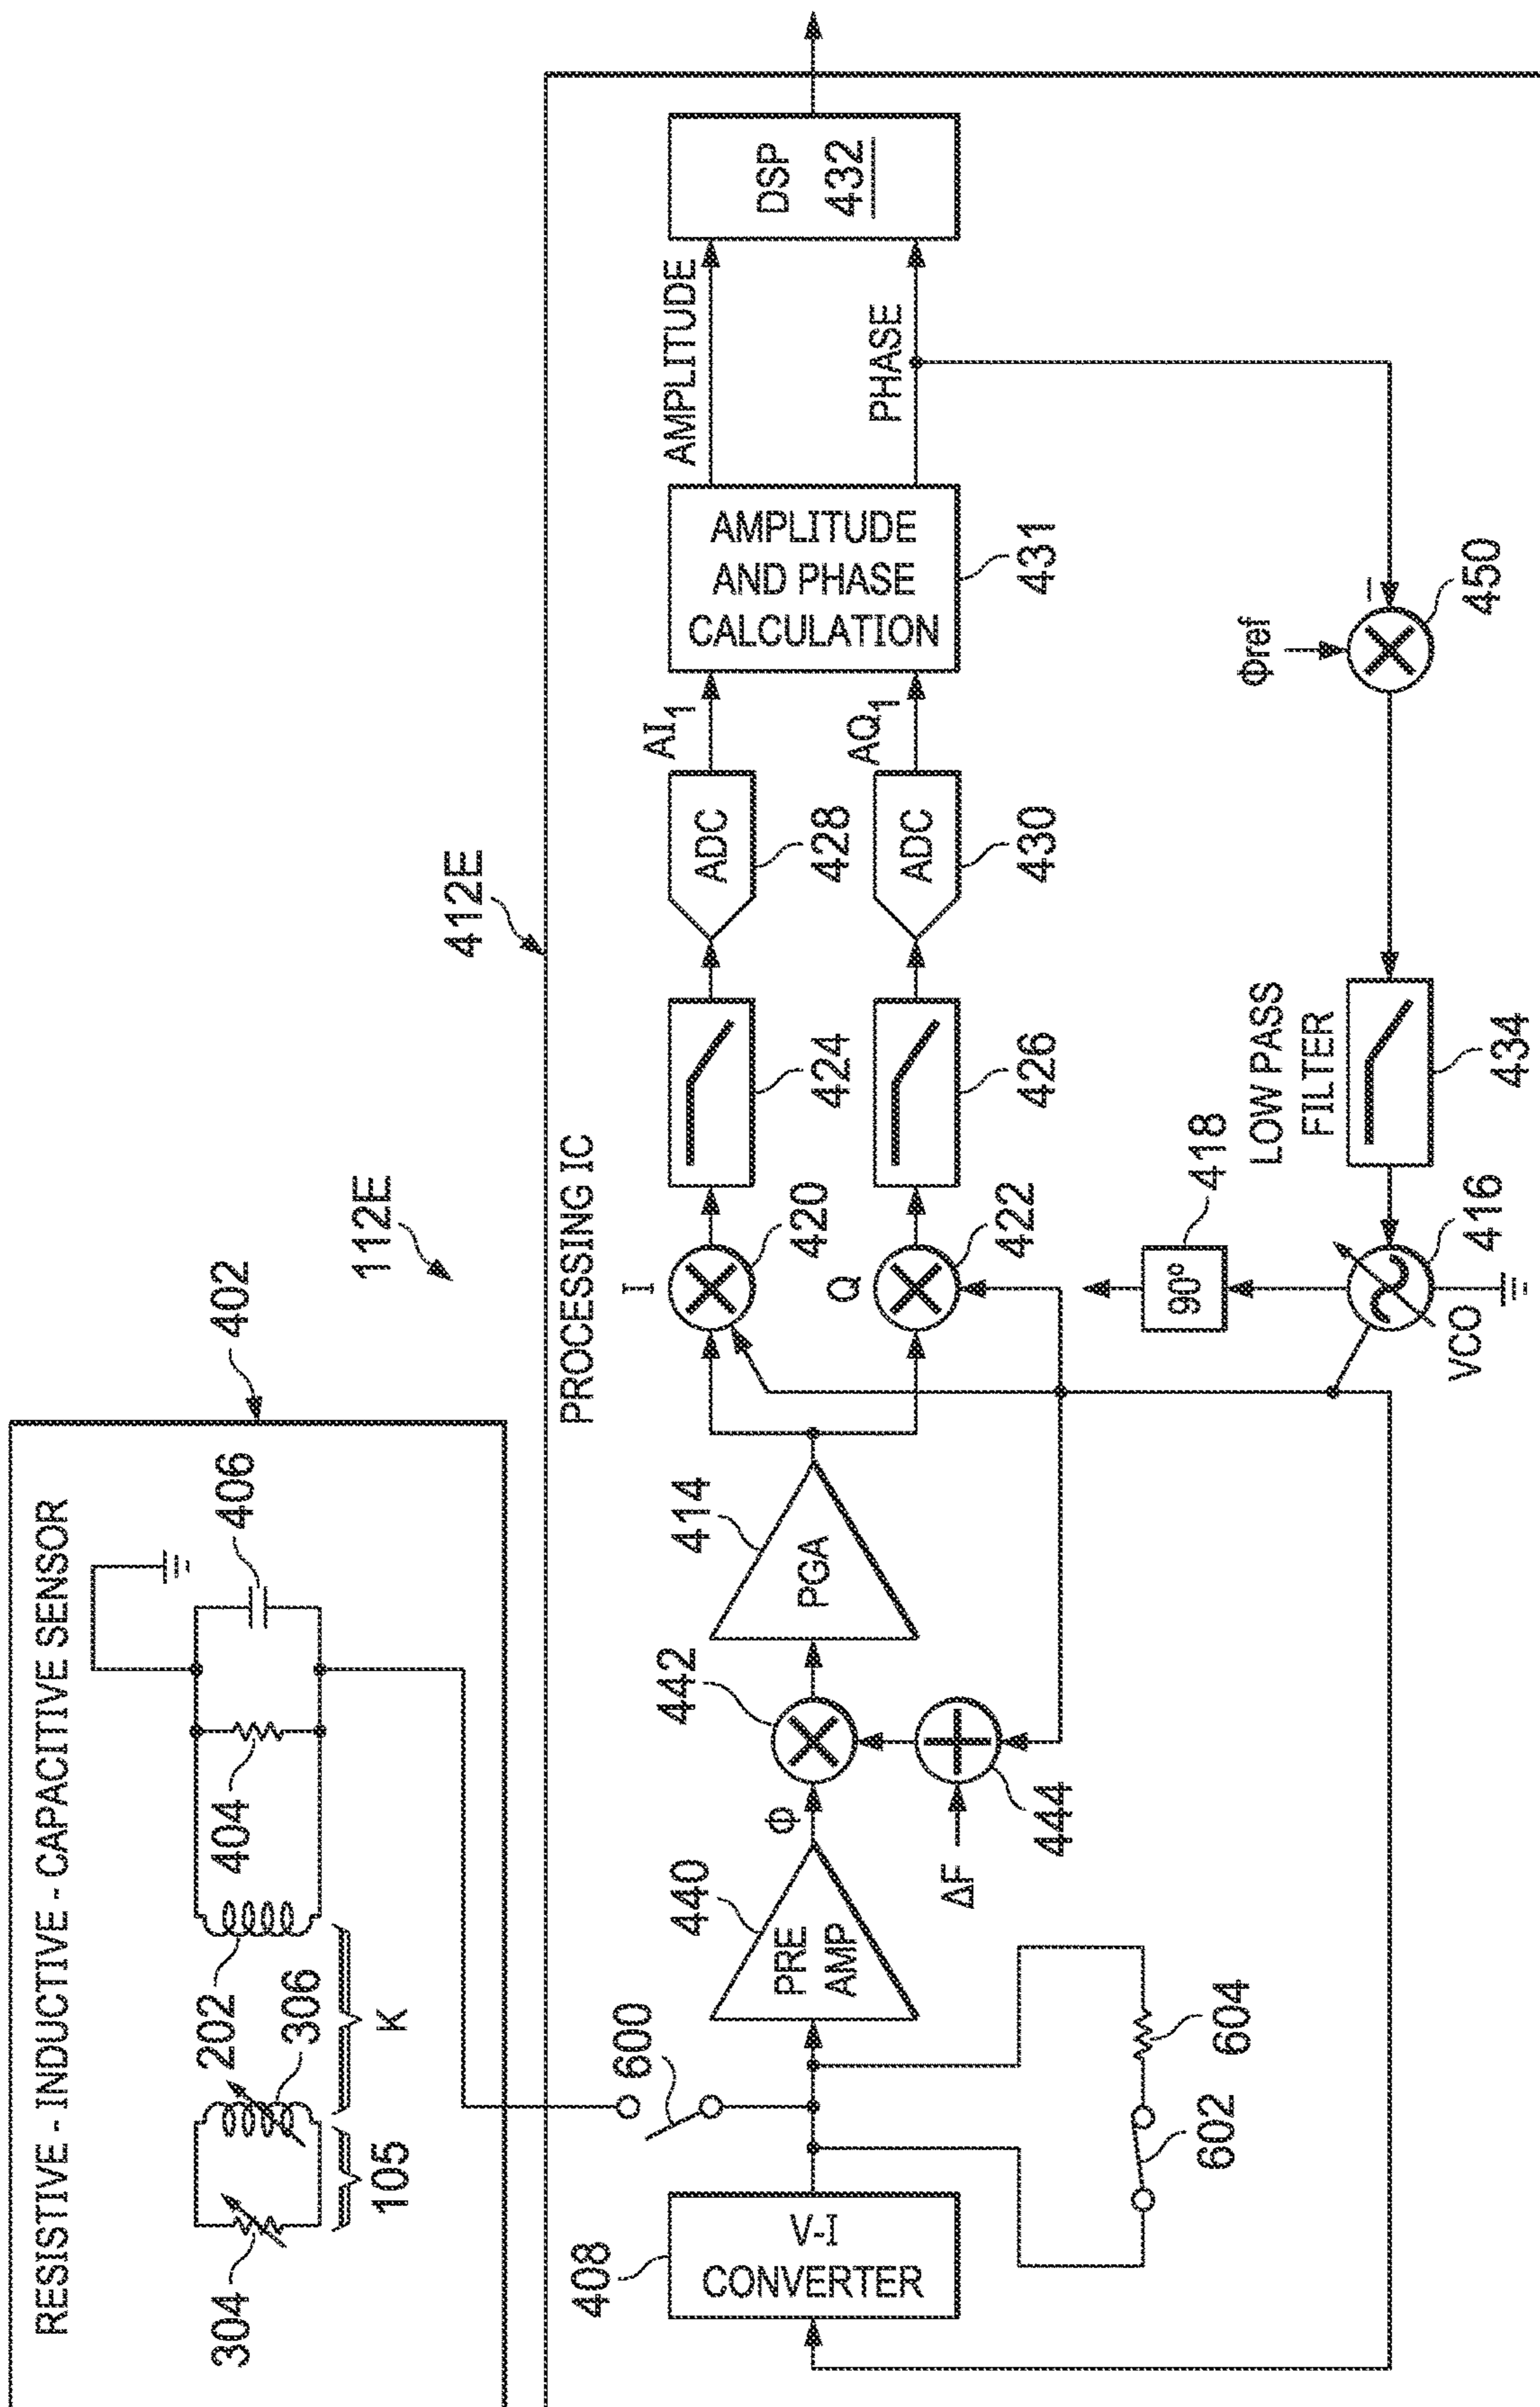 RESISTIVE - INDUCTIVE - CAPACITIVE SENSOR
402
304
105
306
K
202
404
406
112E
412E
PROCESSING IC
408
V-I
CONVERTER
600
602
604
PRE
AMP
440
Φ
442
ΔF
444
PGA
414
I
420
Q
422
424
426
ADC
428
ADC
430
AI1
AQ1
AMPLITUDE
AND PHASE
CALCULATION
431
AMPLITUDE
PHASE
DSP
432
VCO
416
90º
418
LOW PASS
FILTER
434
Φref
–
450